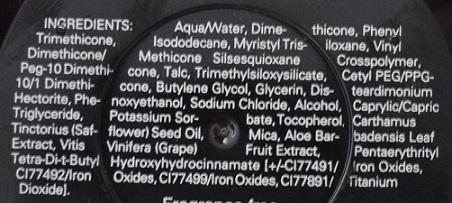 INGREDIENTS: Aqua/Water, Dime- thicone, Phenyl
Trimethicone, Isododecane, Myristyl Tris- iloxane, Vinyl
Dimethicone/ Methicone Silsesquioxane Crosspolymer,
Peg-10 Dimethi- cone, Talc, Trimethylsiloxysilicate, Cetyl PEG/PPG-
10/1 Dimethi- cone, Butylene Glycol, Glycerin, Dis- teardimonium
Hectorite, Phe- noxyethanol, Sodium Chloride, Alcohol, Caprylic/Capric
Triglyceride, Potassium Sor- bate, Tocopherol, Carthamus
Tinctorius (Saf- flower) Seed Oil, Mica, Aloe Bar- badensis Leaf
Extract, Vitis Vinifera (Grape) Fruit Extract, Pentaerythrityl
Tetra-Di-t-Butyl Hydroxyhydrocinnamate [+/-CI77491/ Iron Oxides,
CI77492/Iron Oxides, CI77499/Iron Oxides, CI77891/ Titanium
Dioxide].